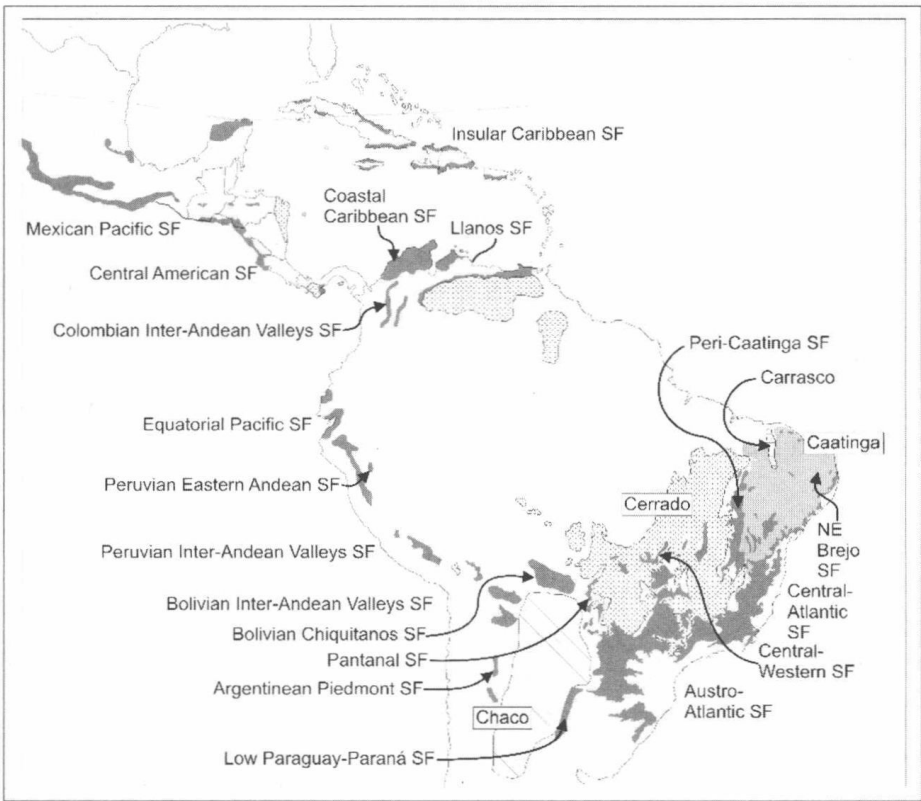 Insular Caribbean SF
Coastal
Caribbean SF
Llanos SF
Mexican Pacific SF
Central American SF
Colombian Inter-Andean Valleys SF
Peri-Caatinga SF
Carrasco
Equatorial Pacific SF
Caatinga
Peruvian Eastern Andean SF
Cerrado
NE
Brejo
SF
Peruvian Inter-Andean Valleys SF
Central-
Atlantic
SF
Bolivian Inter-Andean Valleys SF
Bolivian Chiquitanos SF
Central-
Western SF
Pantanal SF
Argentinean Piedmont SF
Austro-
Atlantic SF
Chaco
Low Paraguay-Paraná SF